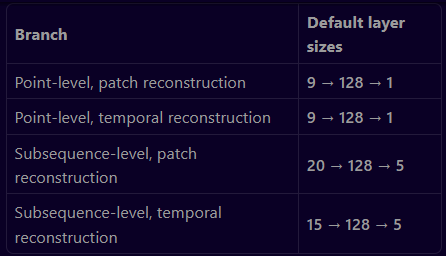 Branch
Default layer
sizes
Point-level, patch reconstruction
9 → 128 → 1
Point-level, temporal reconstruction
9 → 128 → 1
Subsequence-level, patch
reconstruction
20 → 128 → 5
Subsequence-level, temporal
reconstruction
15 → 128 → 5